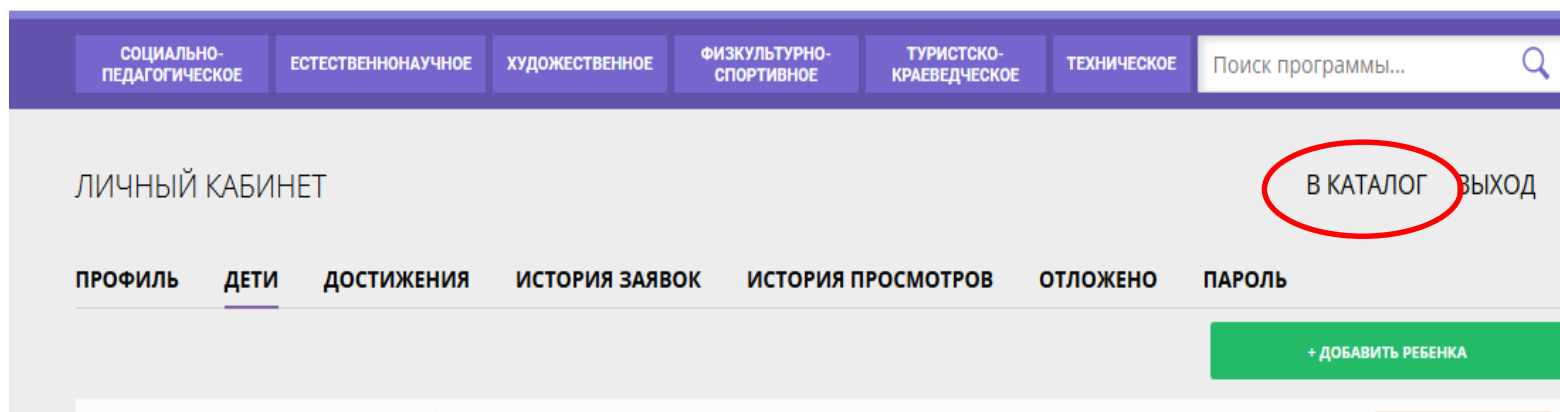 СОЦИАЛЬНО-
ПЕДАГОГИЧЕСКОЕ
ЕСТЕСТВЕННОНАУЧНОЕ
ХУДОЖЕСТВЕННОЕ
ФИЗКУЛЬТУРНО-
СПОРТИВНОЕ
ТУРИСТСКО-
КРАЕВЕДЧЕСКОЕ
ТЕХНИЧЕСКОЕ
Поиск программы...
ЛИЧНЫЙ КАБИНЕТ
В КАТАЛОГ ВЫХОД
ПРОФИЛЬ ДЕТИ ДОСТИЖЕНИЯ ИСТОРИЯ ЗАЯВОК ИСТОРИЯ ПРОСМОТРОВ ОТЛОЖЕНО ПАРОЛЬ
+ ДОБАВИТЬ РЕБЕНКА